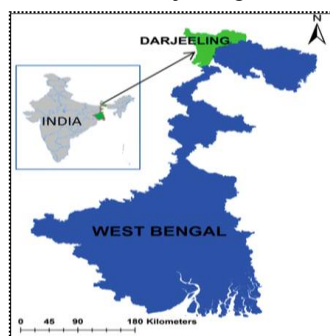 N
DARJEELING
INDIA
WEST BENGAL
0 45 90 180 Kilometers